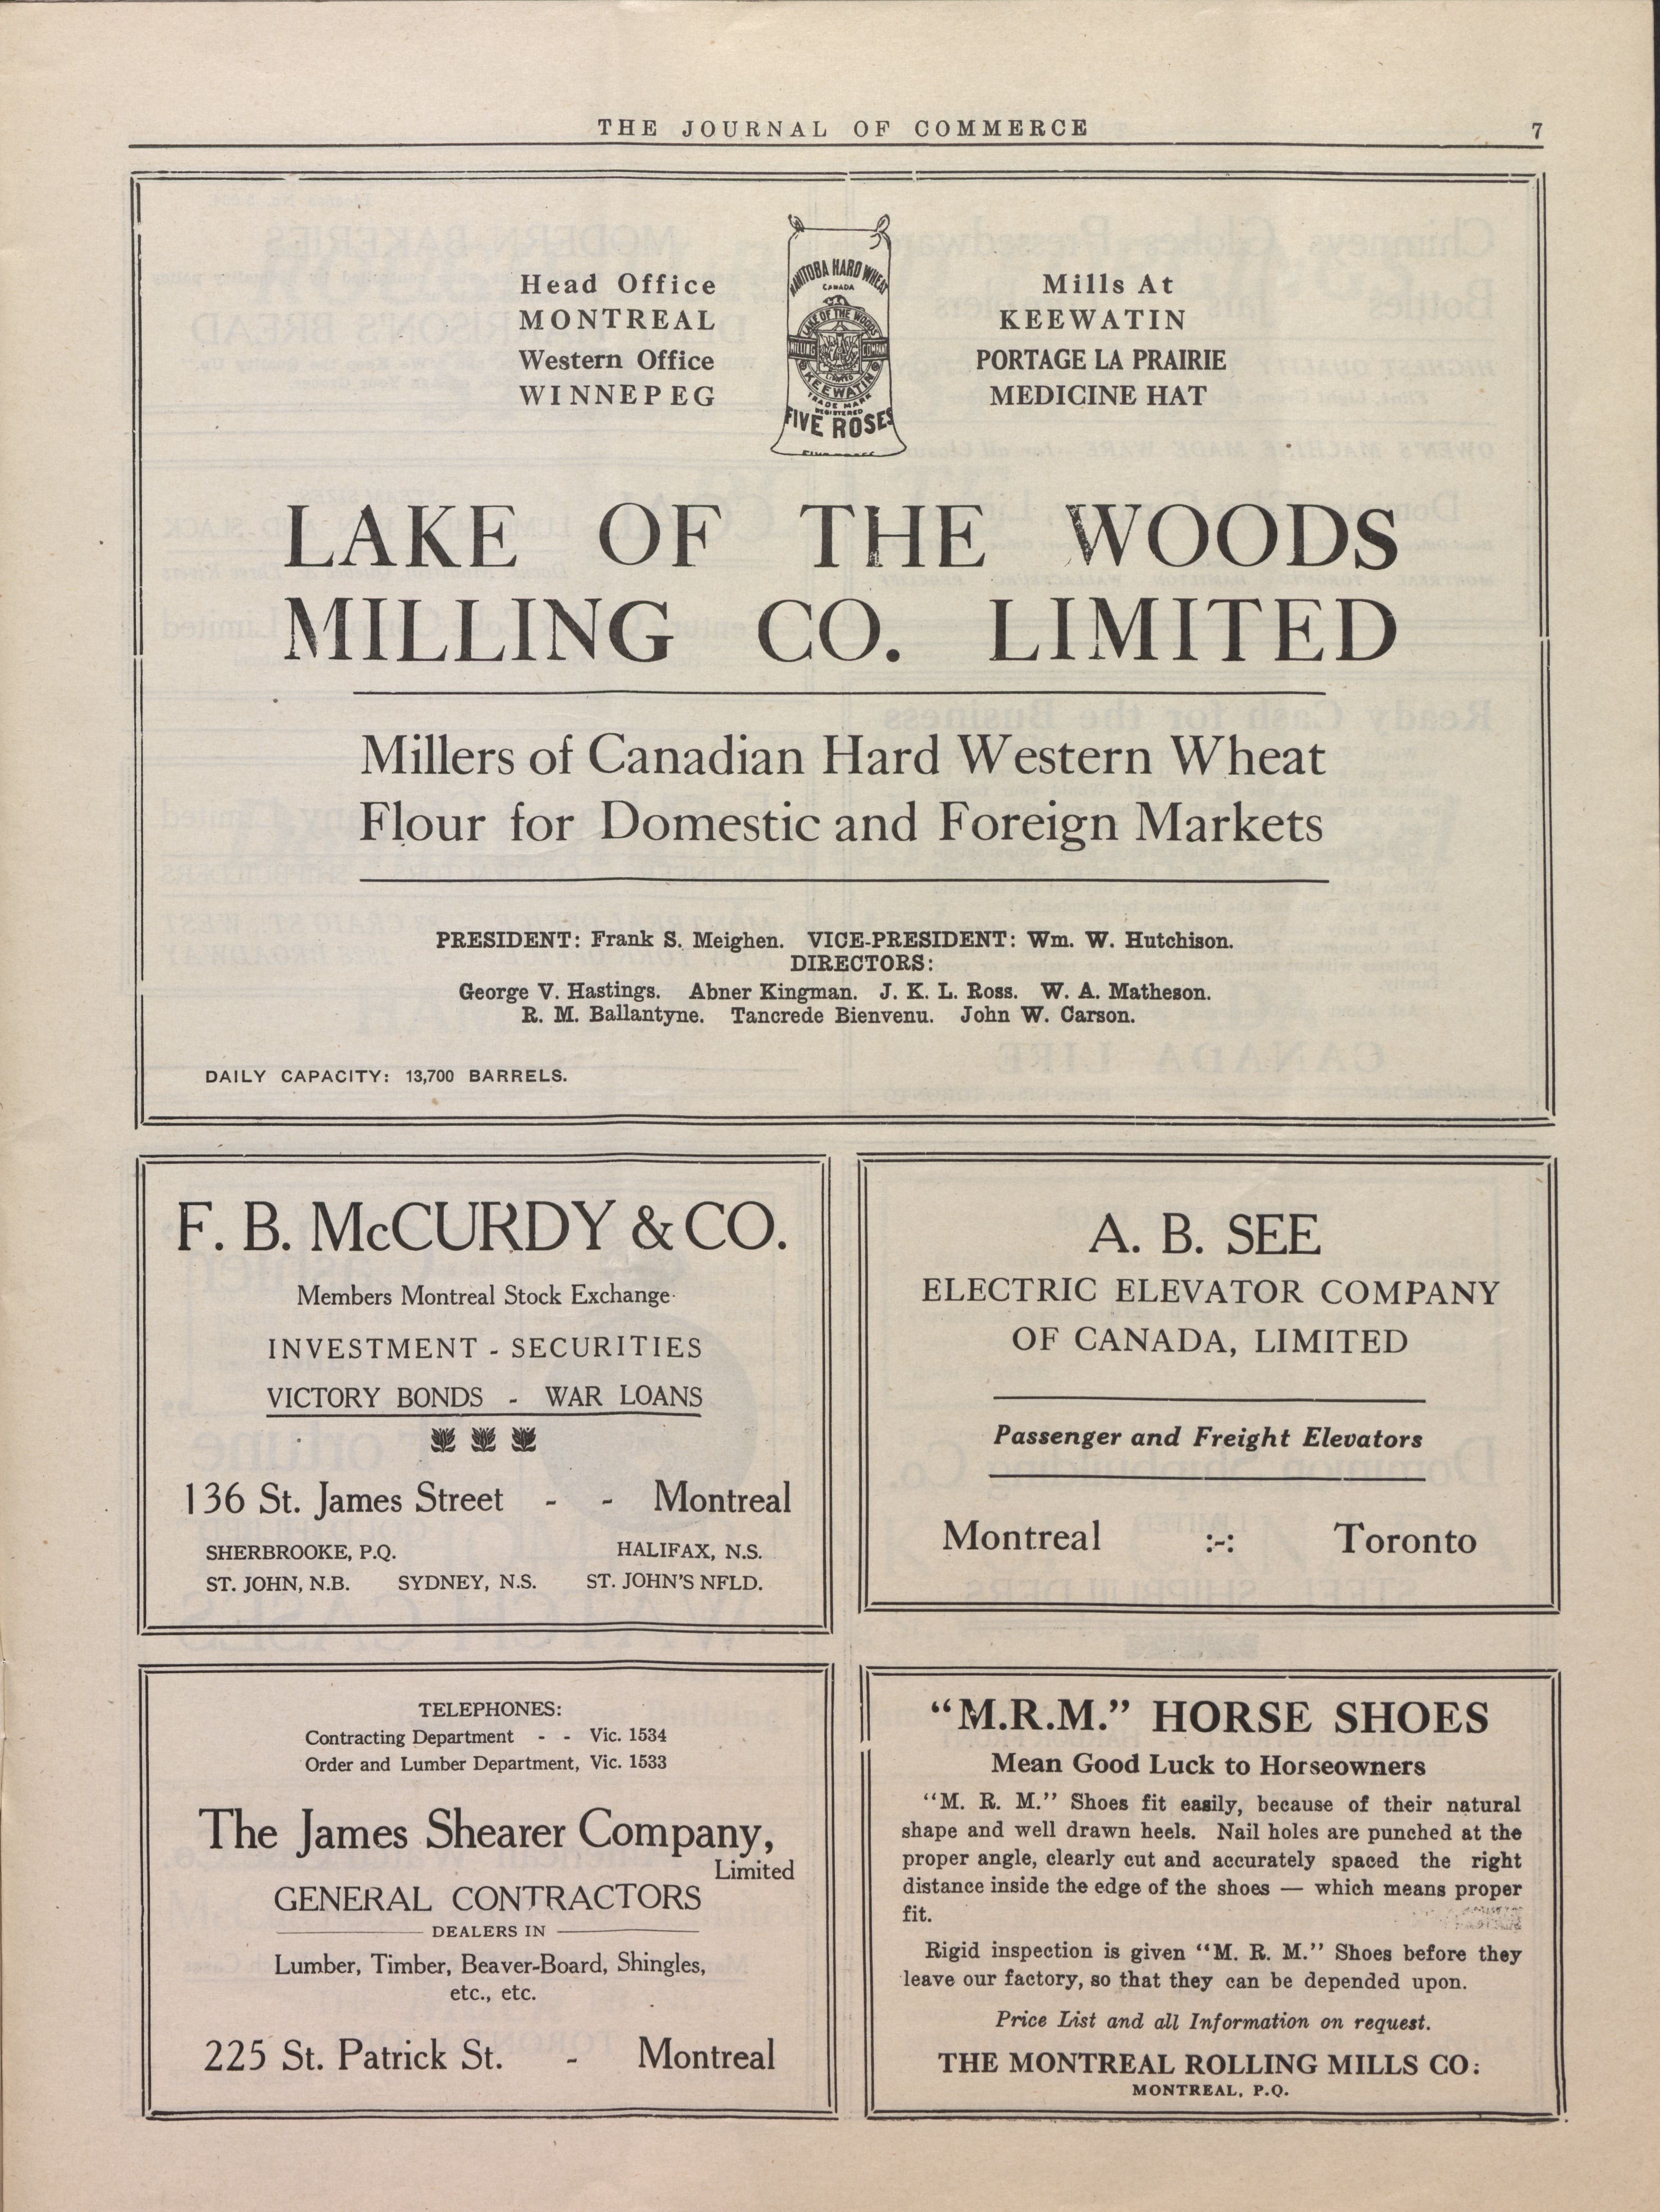 THE JOURNAL OF COMMERCE 7
Head Office
MONTREAL
Western Office
WINNEPEG
MANITOBA HARD WHEAT
CANADA
LAKE OF THE WOODS
MILLING COMPANY
KEEWATIN
TRADE MARK
REGISTERED
FIVE ROSES
Mills At
KEEWATIN
PORTAGE LA PRAIRIE
MEDICINE HAT
LAKE OF THE WOODS
MILLING CO. LIMITED
Millers of Canadian Hard Western Wheat
Flour for Domestic and Foreign Markets
PRESIDENT: Frank S. Meighen. VICE-PRESIDENT: Wm. W. Hutchison.
DIRECTORS:
George V. Hastings. Abner Kingman. J. K. L. Ross. W. A. Matheson.
R. M. Ballantyne. Tancrede Bienvenu. John W. Carson.
DAILY CAPACITY: 13,700 BARRELS.
F. B. McCURDY & CO.
Members Montreal Stock Exchange
INVESTMENT - SECURITIES
VICTORY BONDS - WAR LOANS
136 St. James Street - - Montreal
SHERBROOKE, P.Q. HALIFAX, N.S.
ST. JOHN, N.B. SYDNEY, N.S. ST. JOHN'S NFLD.
A. B. SEE
ELECTRIC ELEVATOR COMPANY
OF CANADA, LIMITED
Passenger and Freight Elevators
Montreal :-: Toronto
TELEPHONES:
Contracting Department - - Vic. 1534
Order and Lumber Department, Vic. 1533
The James Shearer Company,
Limited
GENERAL CONTRACTORS
DEALERS IN
Lumber, Timber, Beaver-Board, Shingles,
etc., etc.
225 St. Patrick St. - Montreal
"M.R.M." HORSE SHOES
Mean Good Luck to Horseowners
"M. R. M." Shoes fit easily, because of their natural
shape and well drawn heels. Nail holes are punched at the
proper angle, clearly cut and accurately spaced the right
distance inside the edge of the shoes — which means proper
fit.
Rigid inspection is given "M. R. M." Shoes before they
leave our factory, so that they can be depended upon.
Price List and all Information on request.
THE MONTREAL ROLLING MILLS CO.
MONTREAL, P.Q.